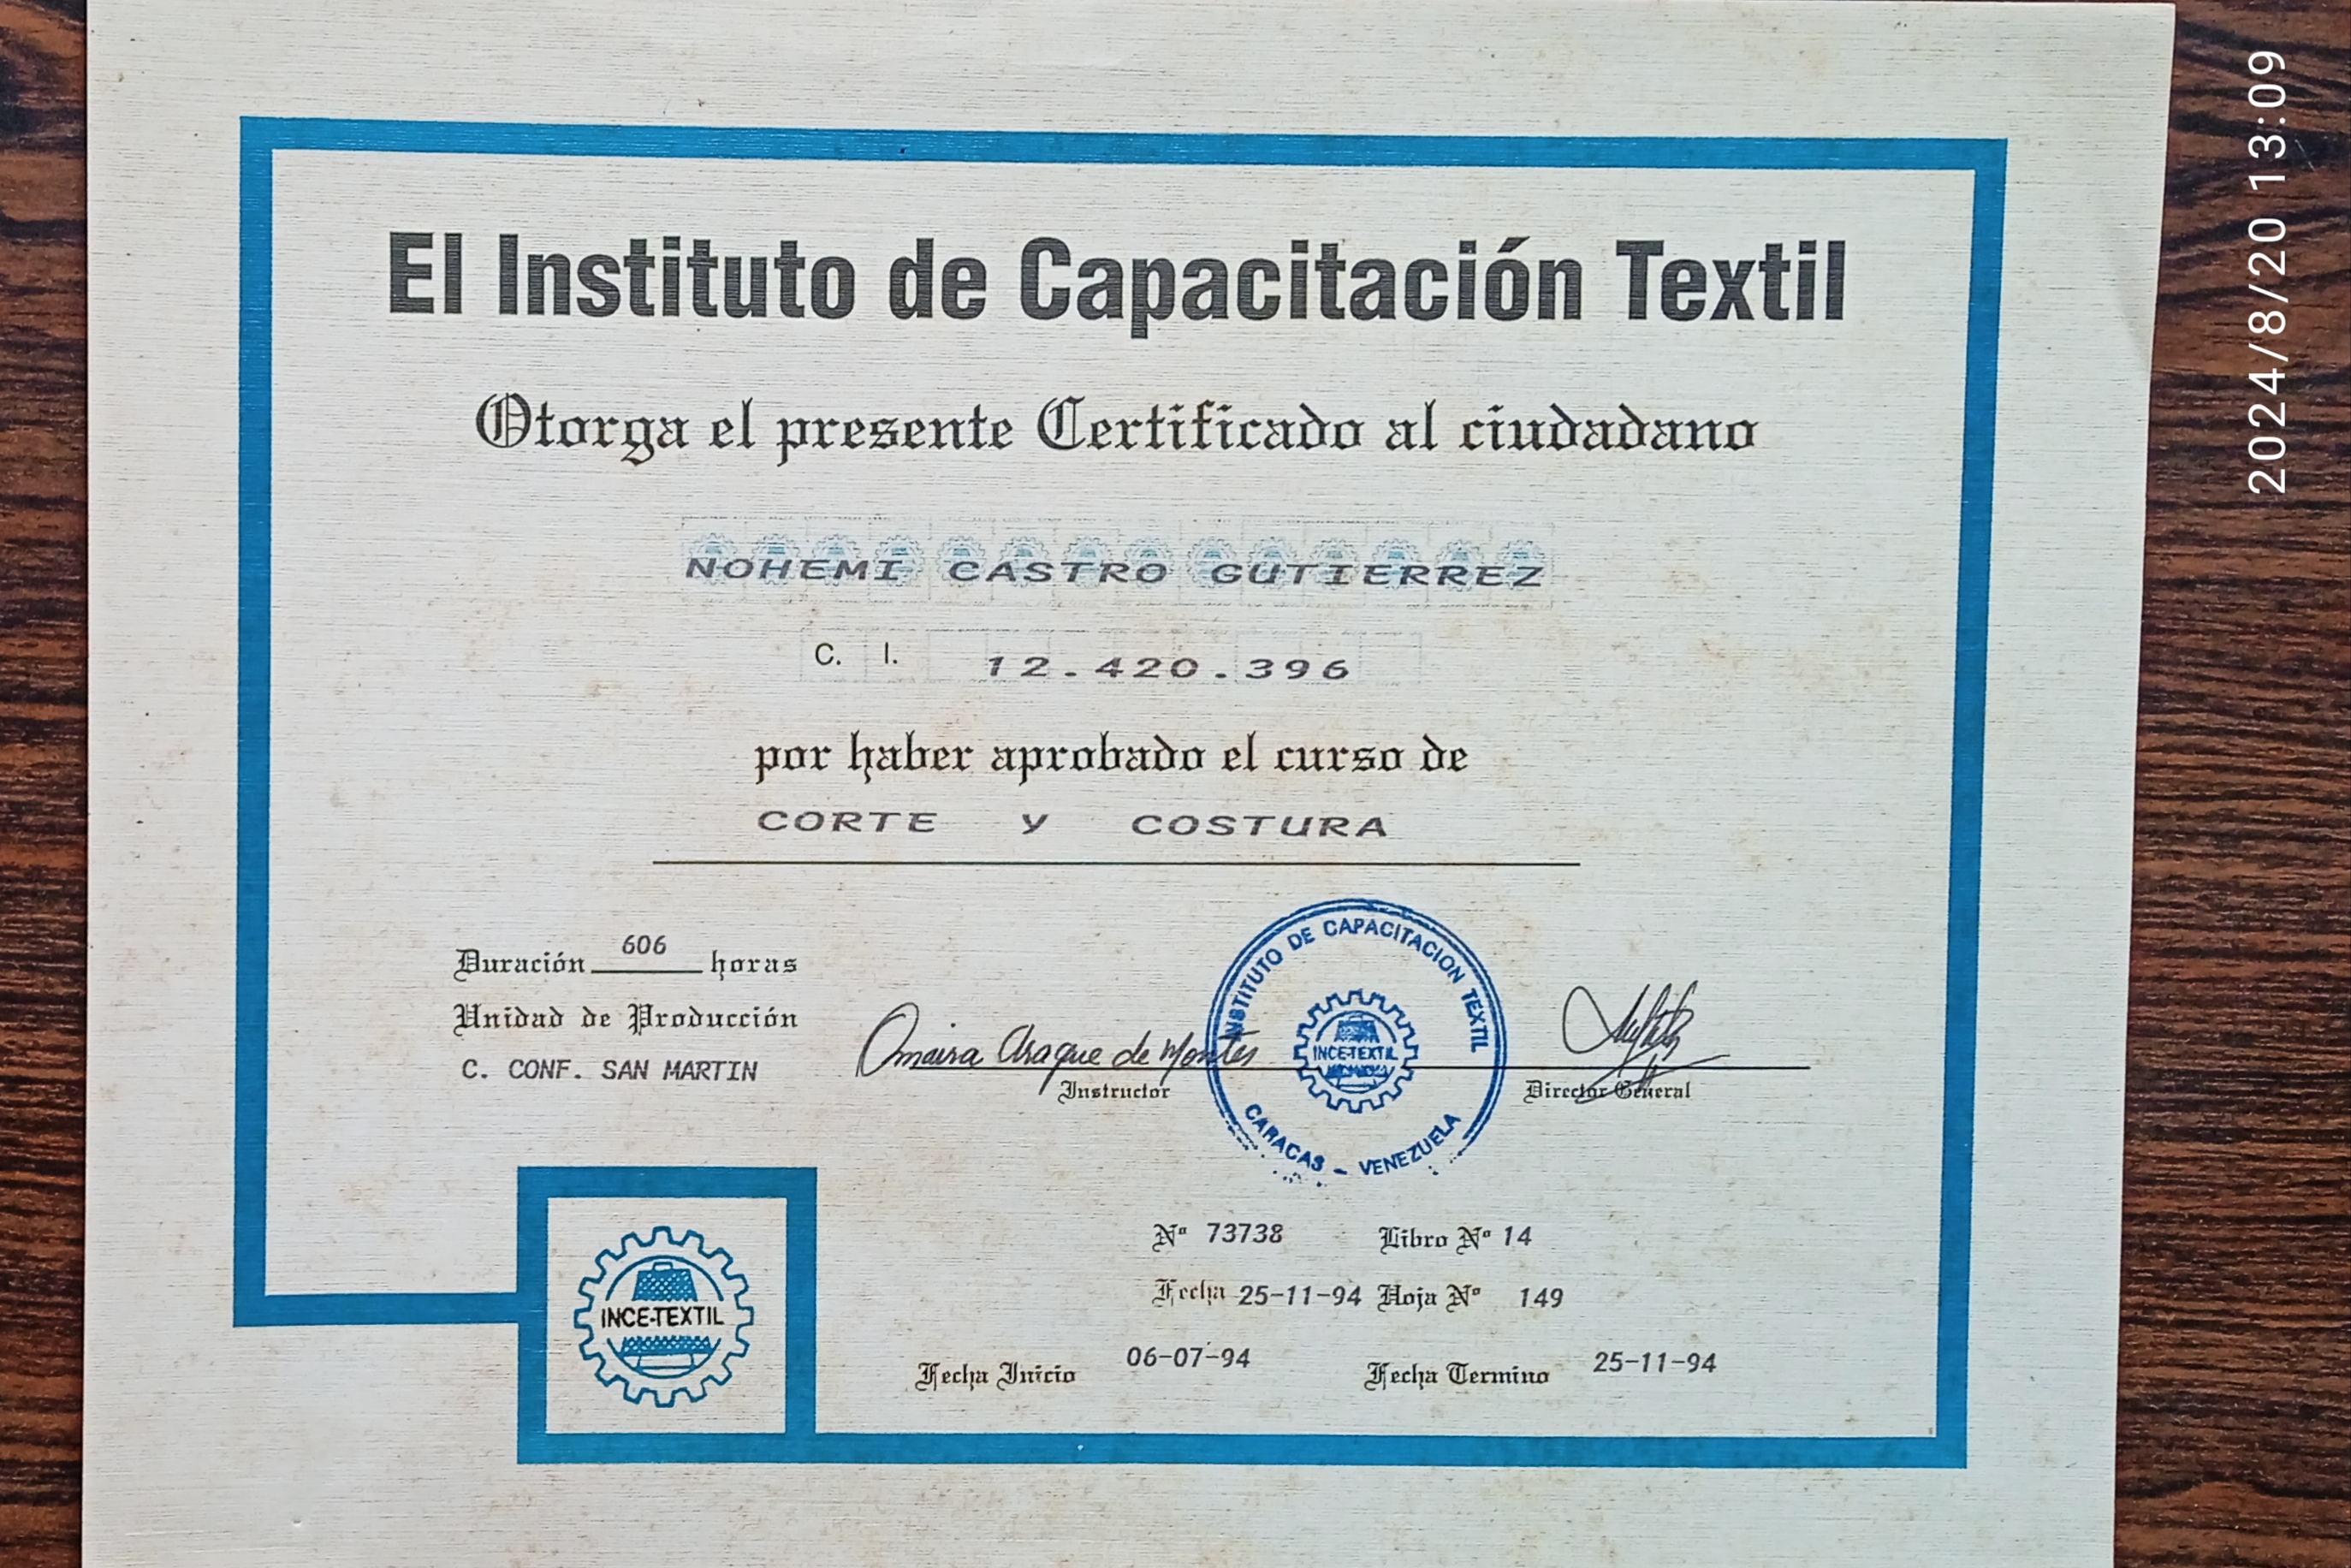 El Instituto de Capacitación Textil
Otorga el presente Certificado al ciudadano
NOHEMI CASTRO GUTIERREZ
C. I. 12.420.396
por haber aprobado el curso de
CORTE y COSTURA
Duración 606 horas
Unidad de Producción
C. CONF. SAN MARTIN
Omaira Araque de Montes
Instructor
Director General
INSTITUTO DE CAPACITACION TEXTIL
INCE-TEXTIL
CARACAS - VENEZUELA
Nº 73738 Libro Nº 14
Fecha 25-11-94 Hoja Nº 149
Fecha Inicio 06-07-94 Fecha Termino 25-11-94
INCE-TEXTIL
2024/8/20 13:09